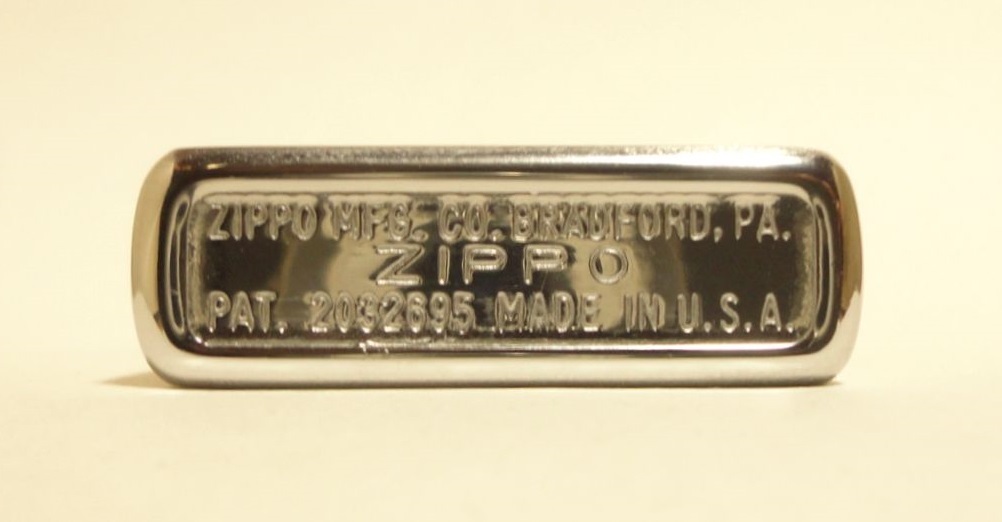 ZIPPO MFG. CO. BRADFORD, PA.
ZIPPO
PAT. 2032695 MADE IN U.S.A.